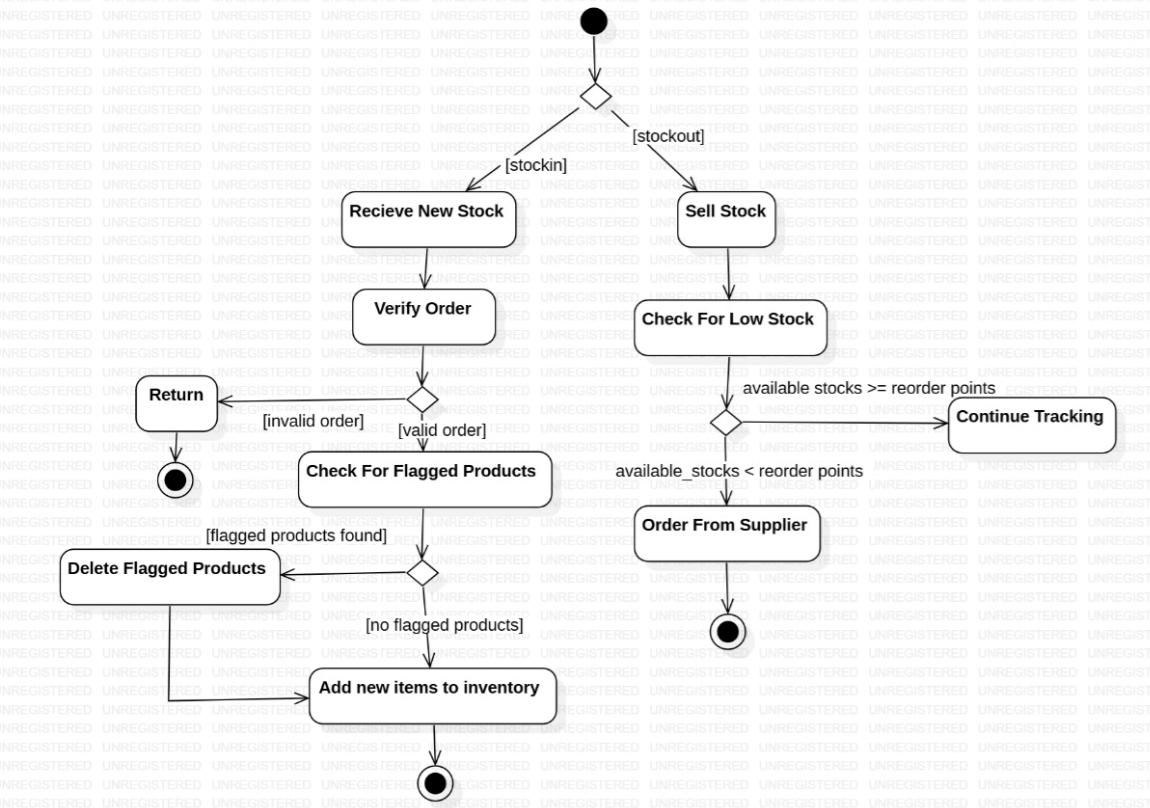 [stockout]
[stockin]
Recieve New Stock
Sell Stock
Verify Order
Check For Low Stock
available stocks >= reorder points
Return
[invalid order]
[valid order]
Continue Tracking
Check For Flagged Products
available_stocks < reorder points
Order From Supplier
[flagged products found]
Delete Flagged Products
[no flagged products]
Add new items to inventory
UNREGISTERED